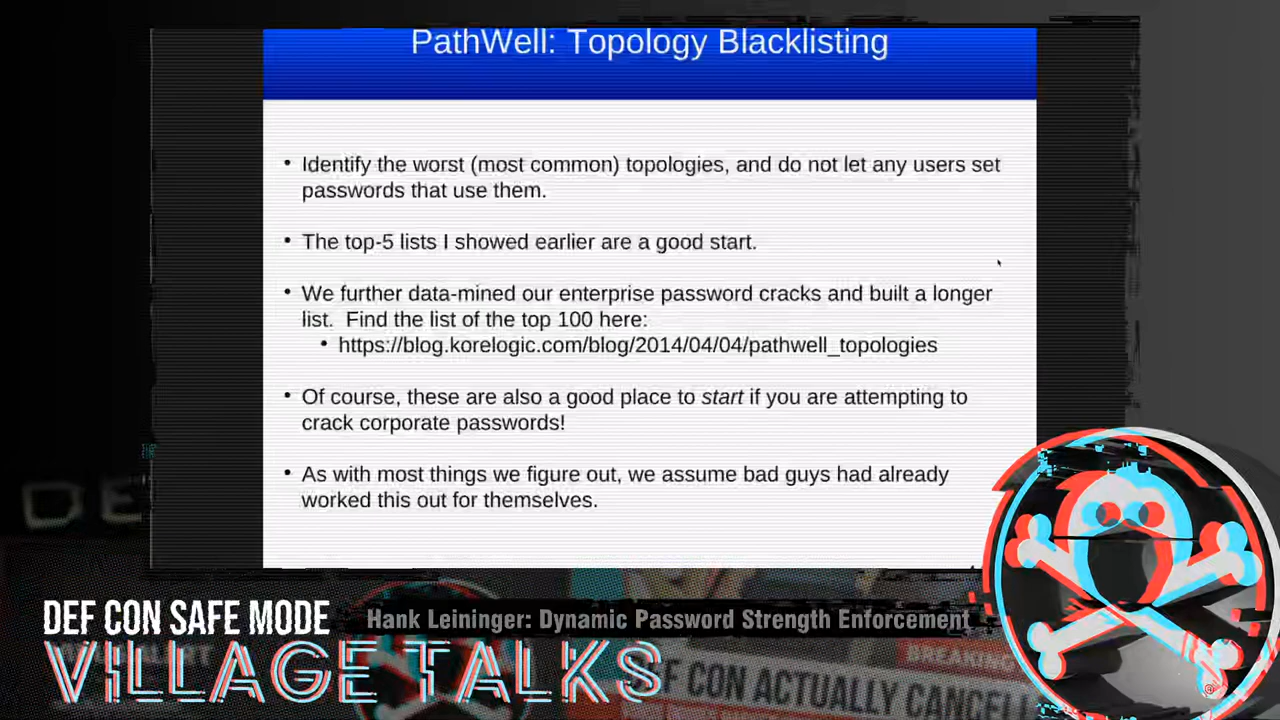 PathWell: Topology Blacklisting
• Identify the worst (most common) topologies, and do not let any users set
passwords that use them.
• The top-5 lists I showed earlier are a good start.
• We further data-mined our enterprise password cracks and built a longer
list.  Find the list of the top 100 here:
• https://blog.korelogic.com/blog/2014/04/04/pathwell_topologies
• Of course, these are also a good place to start if you are attempting to
crack corporate passwords!
• As with most things we figure out, we assume bad guys had already
worked this out for themselves.
DEF CON SAFE MODE
Hank Leininger: Dynamic Password Strength Enforcement
VILLAGE TALKS
DEF CON ACTUALLY